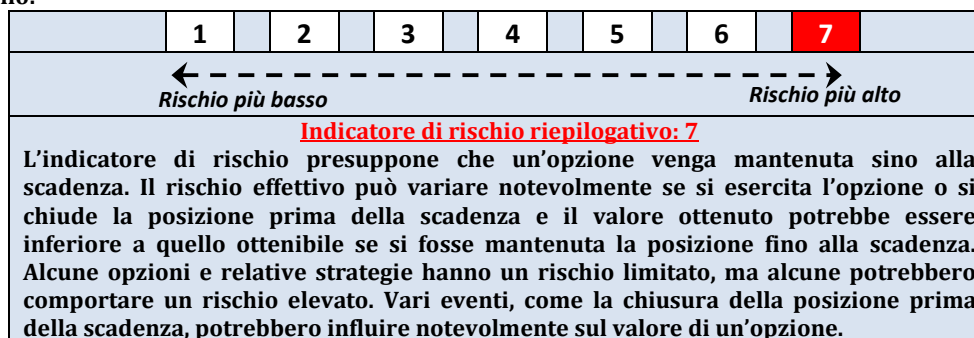 1 2 3 4 5 6 7
Rischio più basso Rischio più alto
Indicatore di rischio riepilogativo: 7
L’indicatore di rischio presuppone che un’opzione venga mantenuta sino alla
scadenza. Il rischio effettivo può variare notevolmente se si esercita l’opzione o si
chiude la posizione prima della scadenza e il valore ottenuto potrebbe essere
inferiore a quello ottenibile se si fosse mantenuta la posizione fino alla scadenza.
Alcune opzioni e relative strategie hanno un rischio limitato, ma alcune potrebbero
comportare un rischio elevato. Vari eventi, come la chiusura della posizione prima
della scadenza, potrebbero influire notevolmente sul valore di un’opzione.